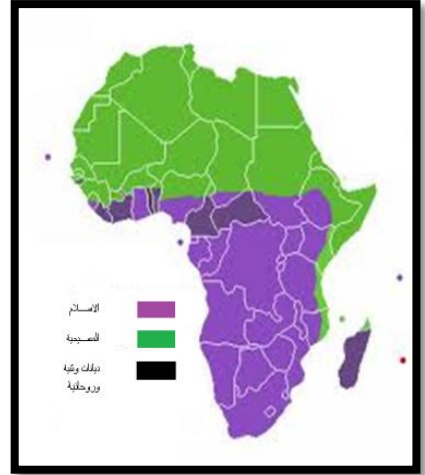 الاسلام
المسيحية
ديانات وثنية
وروحانية